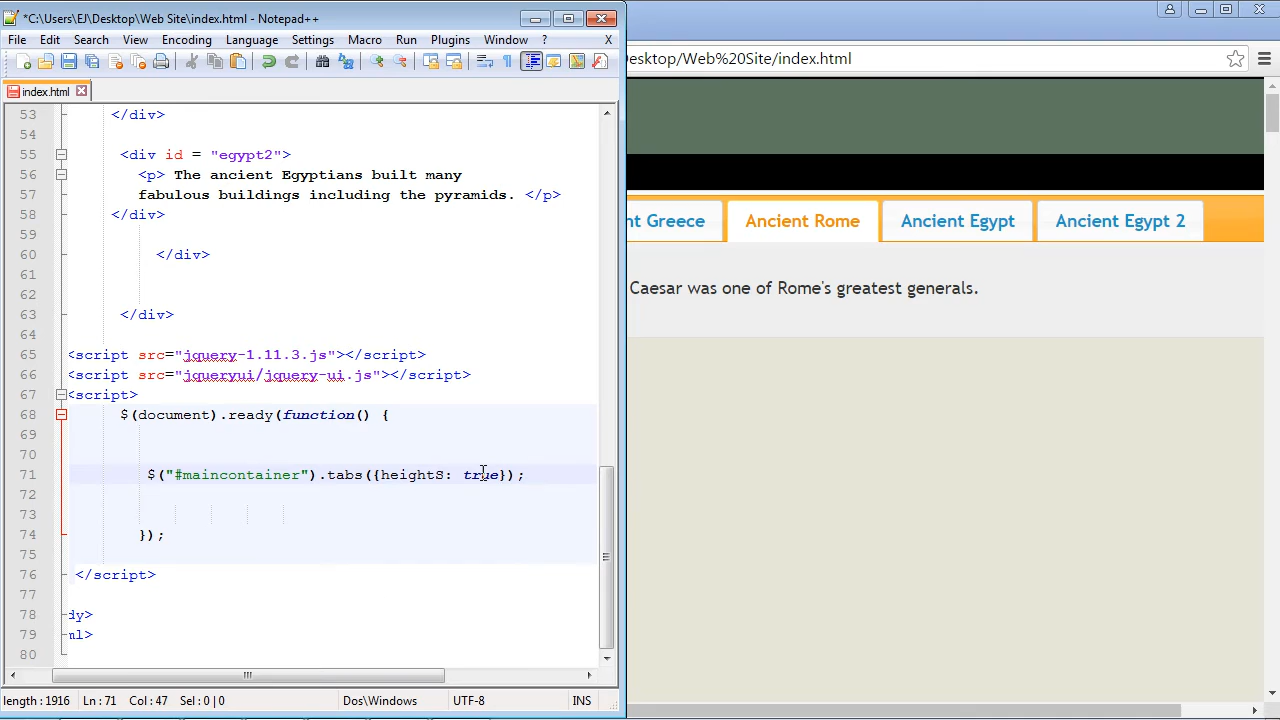 *C:\Users\EJ\Desktop\Web Site\index.html - Notepad++
File Edit Search View Encoding Language Settings Macro Run Plugins Window ? X
index.html
53 </div>
54
55 <div id = "egypt2">
56 <p> The ancient Egyptians built many
57 fabulous buildings including the pyramids. </p>
58 </div>
59
60 </div>
61
62
63 </div>
64
65 <script src="jquery-1.11.3.js"></script>
66 <script src="jqueryui/jquery-ui.js"></script>
67 <script>
68 $(document).ready(function() {
69
70
71 $("#maincontainer").tabs({heightS: true});
72
73
74 });
75
76 </script>
77
78 dy>
79 ml>
80
length : 1916 Ln : 71 Col : 47 Sel : 0 | 0 Dos\Windows UTF-8 INS
esktop/Web%20Site/index.html
nt Greece Ancient Rome Ancient Egypt Ancient Egypt 2
Caesar was one of Rome's greatest generals.